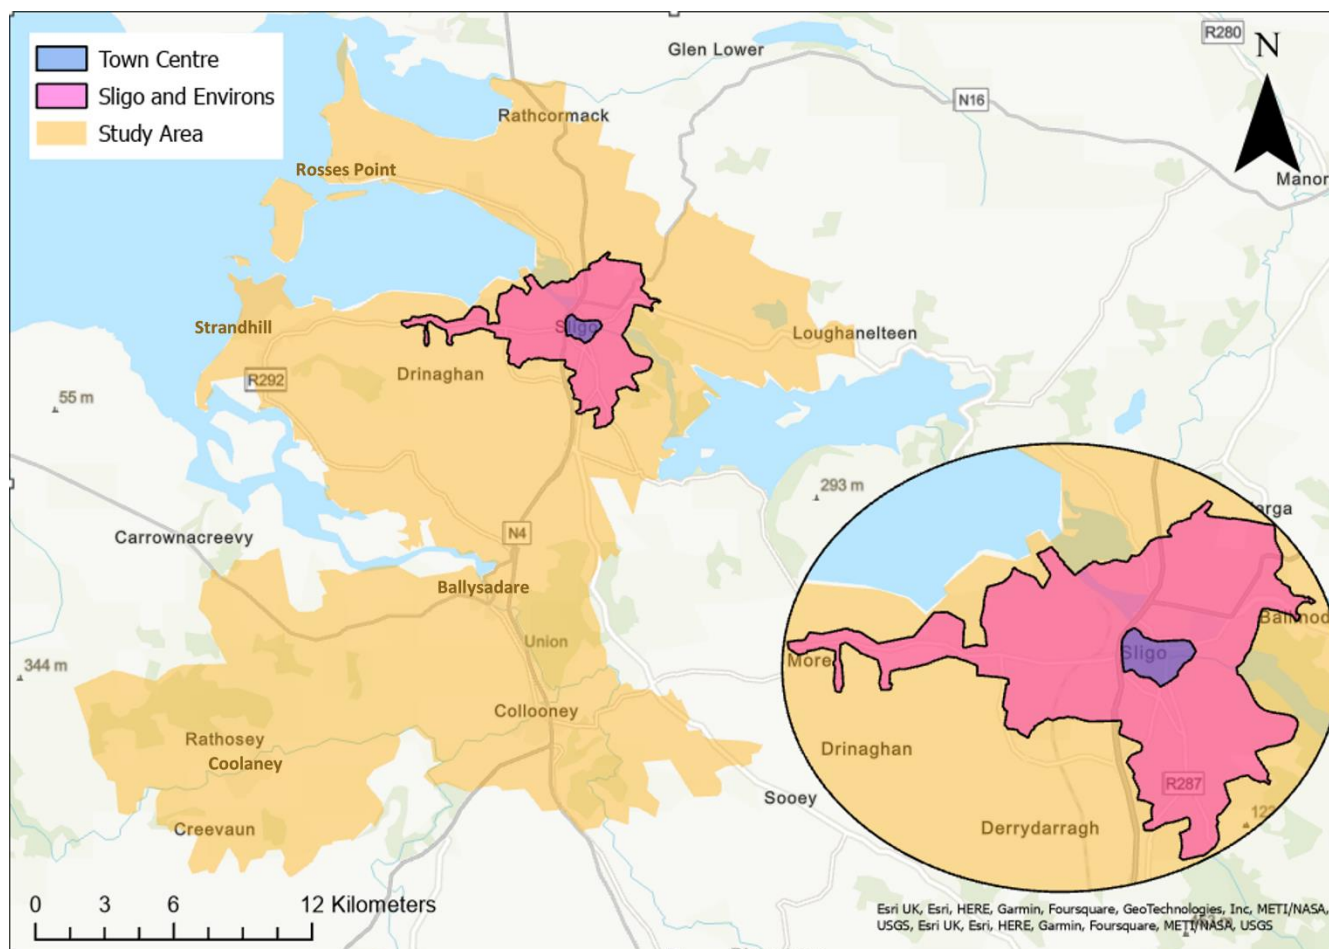 Town Centre
Sligo and Environs
Study Area
Glen Lower
R280
N
N16
Rathcormack
Manor
Rosses Point
Strandhill
Sligo
Loughanelteen
R292
Drinaghan
55 m
293 m
N4
Carrownacreevy
Ballysadare
Union
344 m
Collooney
Rathosey
Coolaney
Sooey
Creevaun
arga
Ballinod
Sligo
More
Drinaghan
R287
Derrydarragh
0 3 6 12 Kilometers
Esri UK, Esri, HERE, Garmin, Foursquare, GeoTechnologies, Inc, METI/NASA,
USGS, Esri UK, Esri, HERE, Garmin, Foursquare, METI/NASA, USGS